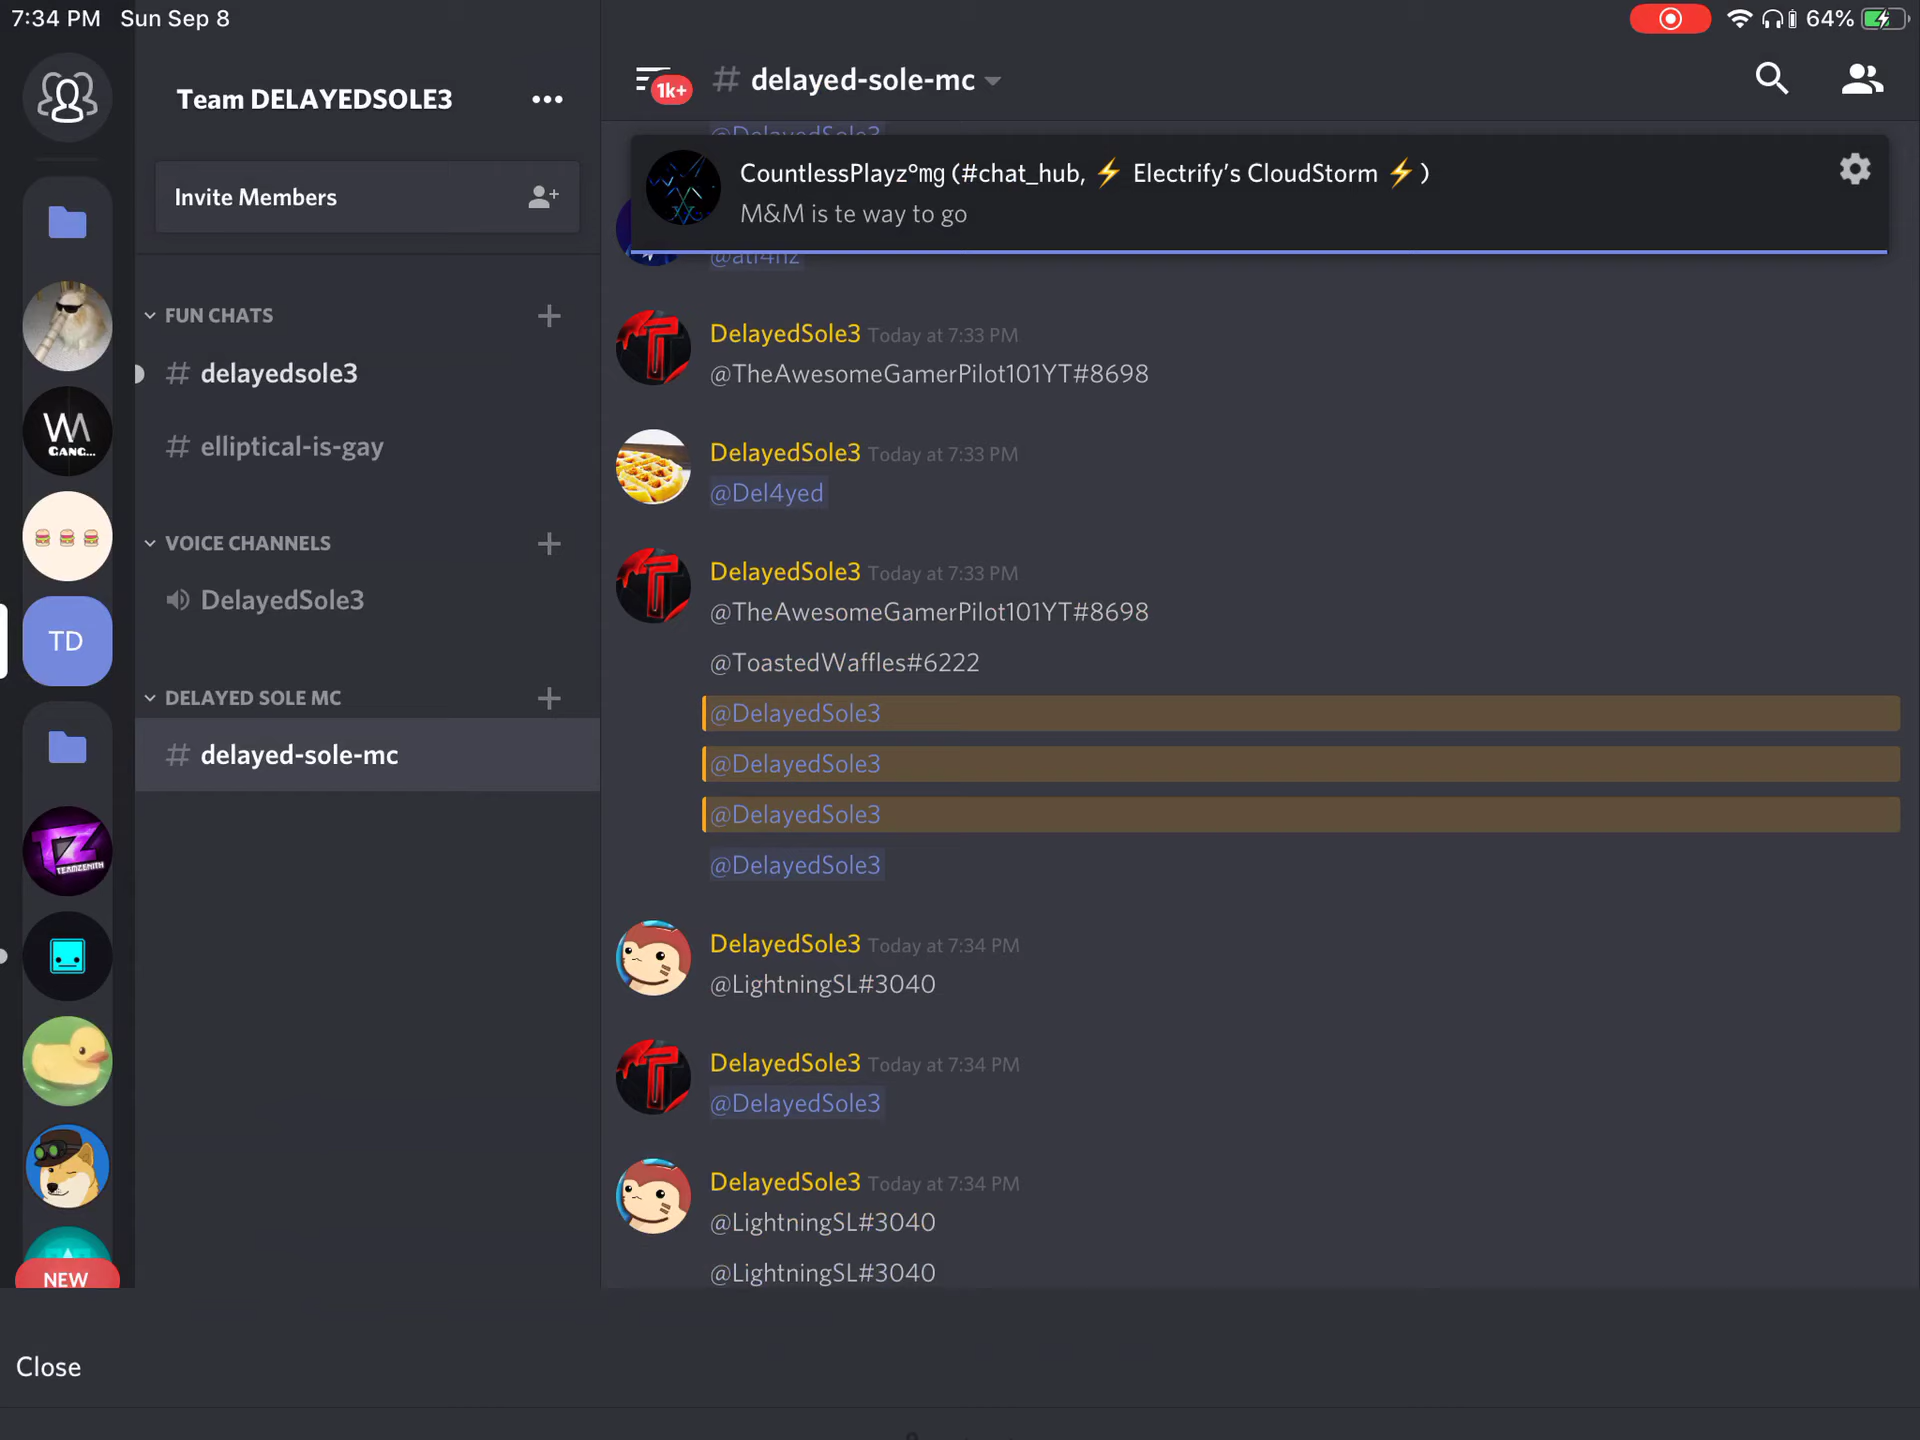 7:34 PM Sun Sep 8
64%
Team DELAYEDSOLE3
Invite Members
FUN CHATS
# delayedsole3
# elliptical-is-gay
VOICE CHANNELS
DelayedSole3
DELAYED SOLE MC
# delayed-sole-mc
WA
GANG...
TD
TZ
TEAMZENITH
NEW
Close
1k+
# delayed-sole-mc
@DelayedSole3
CountlessPlayz°mg (#chat_hub, ⚡ Electrify's CloudStorm ⚡ )
M&M is te way to go
DelayedSole3 Today at 7:33 PM
@TheAwesomeGamerPilot101YT#8698
DelayedSole3 Today at 7:33 PM
@Del4yed
DelayedSole3 Today at 7:33 PM
@TheAwesomeGamerPilot101YT#8698
@ToastedWaffles#6222
@DelayedSole3
@DelayedSole3
@DelayedSole3
@DelayedSole3
DelayedSole3 Today at 7:34 PM
@LightningSL#3040
DelayedSole3 Today at 7:34 PM
@DelayedSole3
DelayedSole3 Today at 7:34 PM
@LightningSL#3040
@LightningSL#3040